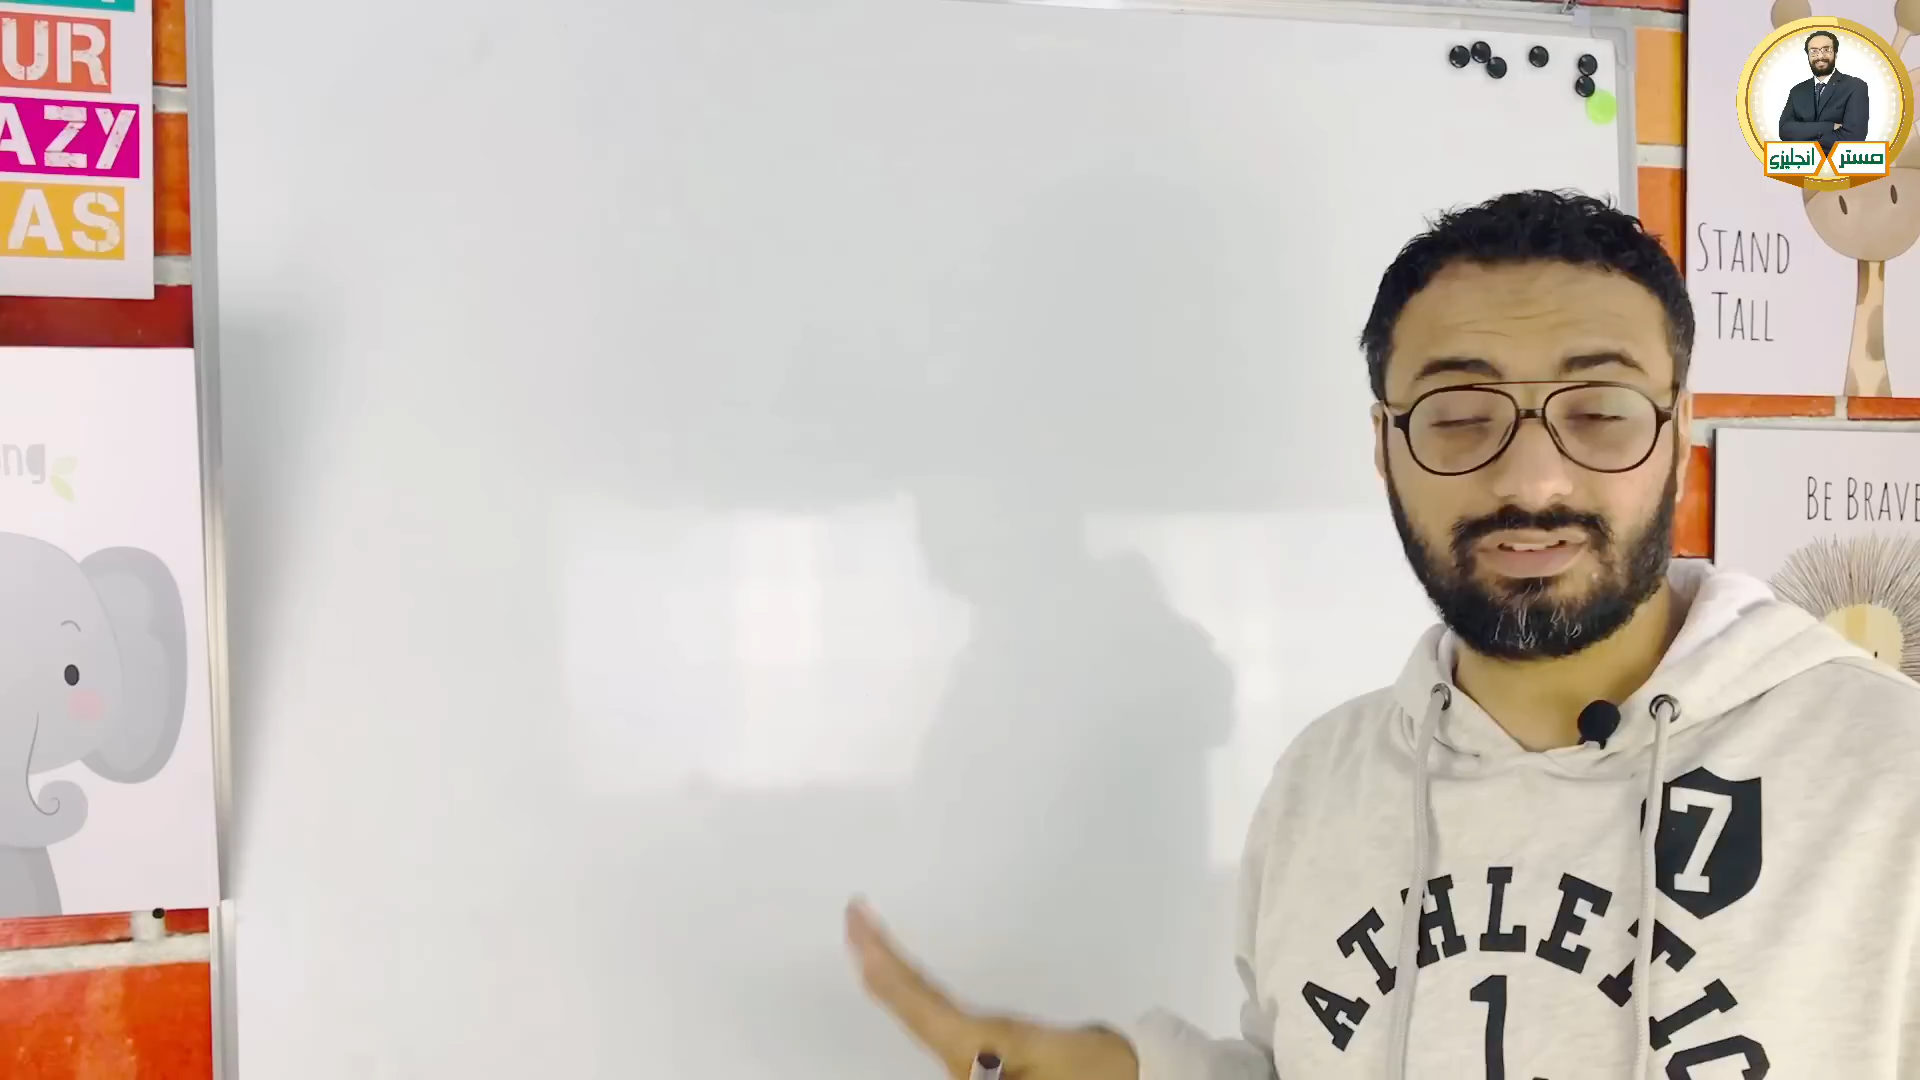 UR
AZY
AS
ng
STAND
TALL
BE BRAVE
مستر X انجليزي
7
ATHLETIC
1